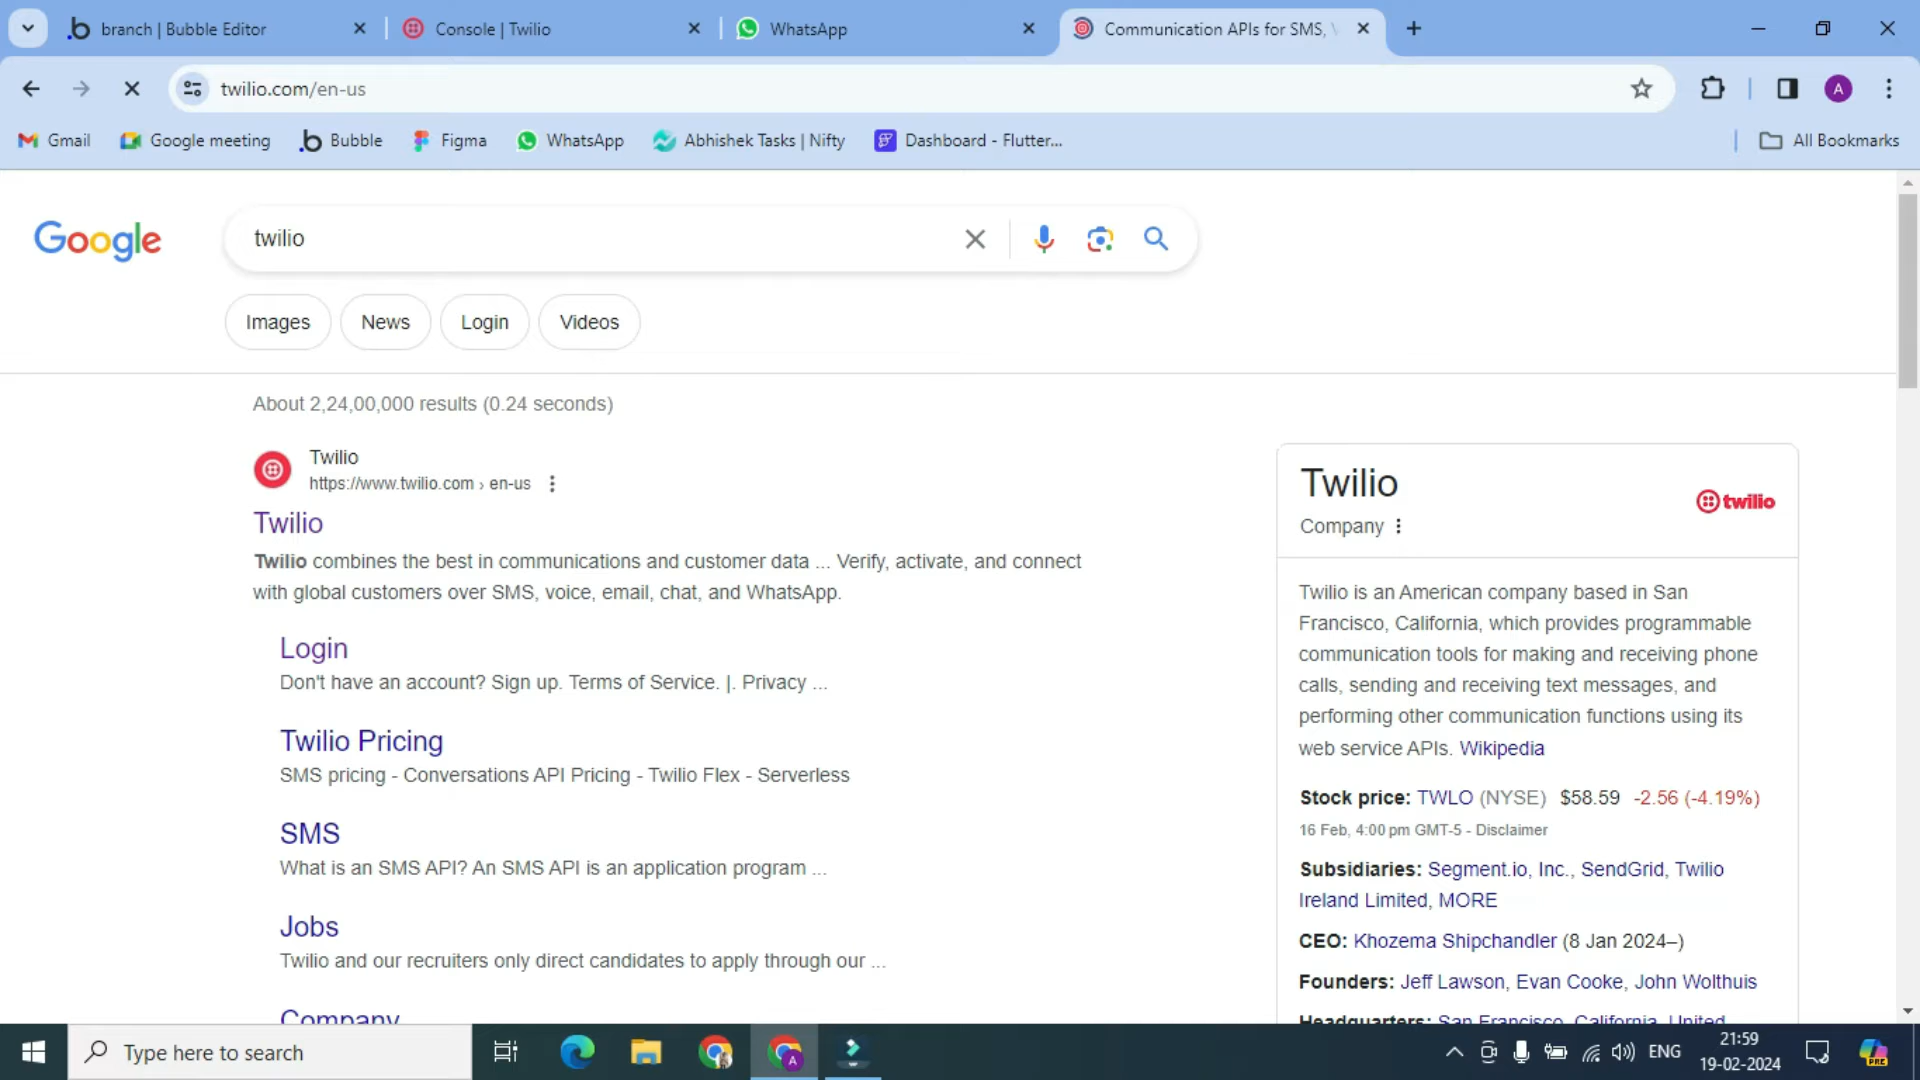 branch | Bubble Editor
Console | Twilio
WhatsApp
Communication APIs for SMS,
twilio.com/en-us
A
Gmail
Google meeting
Bubble
Figma
WhatsApp
Abhishek Tasks | Nifty
Dashboard - Flutter...
All Bookmarks
Google
twilio
Images
News
Login
Videos
About 2,24,00,000 results (0.24 seconds)
Twilio
https://www.twilio.com › en-us
Twilio
Twilio combines the best in communications and customer data ... Verify, activate, and connect
with global customers over SMS, voice, email, chat, and WhatsApp.
Login
Don't have an account? Sign up. Terms of Service. |. Privacy ...
Twilio Pricing
SMS pricing - Conversations API Pricing - Twilio Flex - Serverless
SMS
What is an SMS API? An SMS API is an application program ...
Jobs
Twilio and our recruiters only direct candidates to apply through our ...
Company
Twilio
Company
twilio
Twilio is an American company based in San
Francisco, California, which provides programmable
communication tools for making and receiving phone
calls, sending and receiving text messages, and
performing other communication functions using its
web service APIs. Wikipedia
Stock price: TWLO (NYSE) $58.59 -2.56 (-4.19%)
16 Feb, 4:00 pm GMT-5 - Disclaimer
Subsidiaries: Segment.io, Inc., SendGrid, Twilio
Ireland Limited, MORE
CEO: Khozema Shipchandler (8 Jan 2024–)
Founders: Jeff Lawson, Evan Cooke, John Wolthuis
Headquarters: San Francisco, California, United
Type here to search
A
ENG
21:59
19-02-2024
PRE